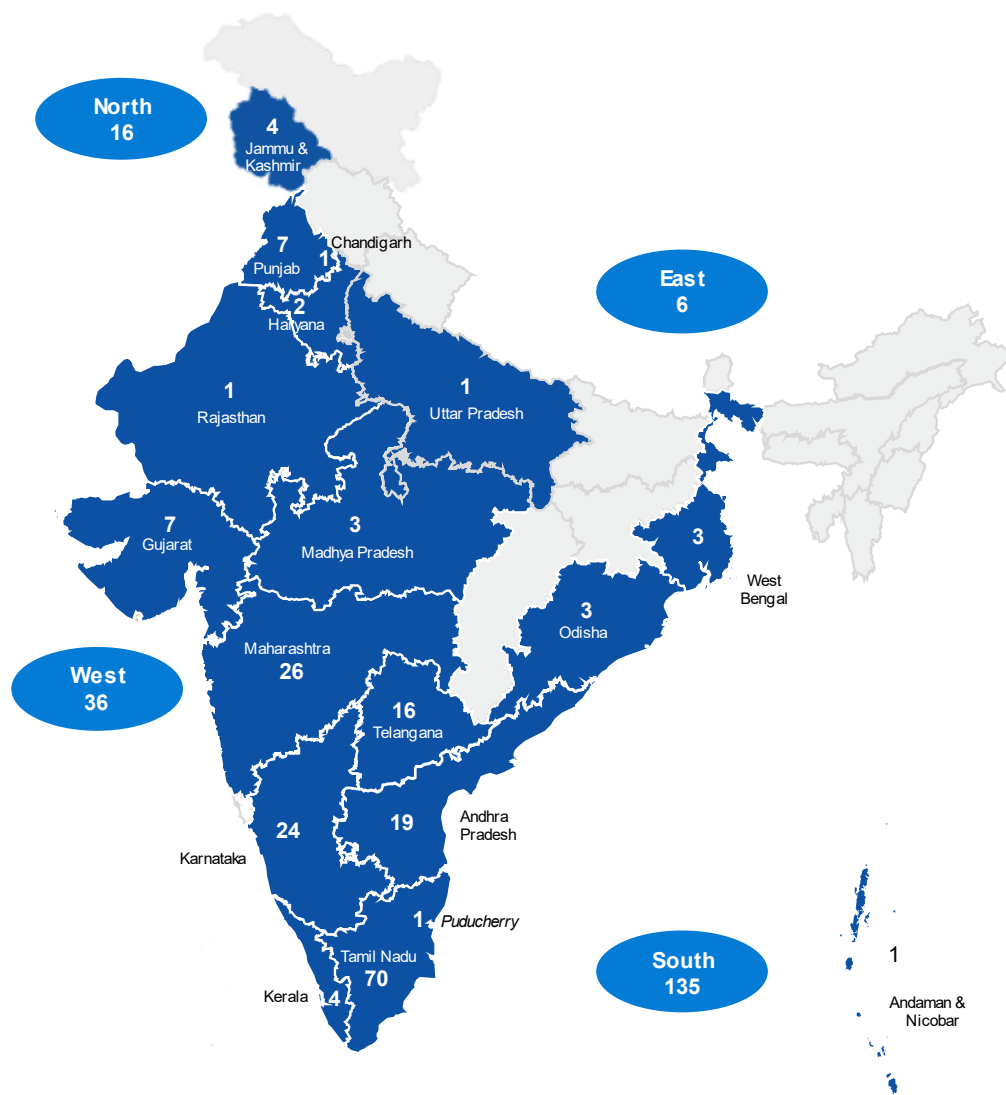 North
16
4
Jammu &
Kashmir
7
Punjab
1
Chandigarh
2
Haryana
East
6
1
Rajasthan
1
Uttar Pradesh
7
Gujarat
3
Madhya Pradesh
3
West
Bengal
3
Odisha
West
36
Maharashtra
26
16
Telangana
24
Karnataka
19
Andhra
Pradesh
1
Puducherry
Tamil Nadu
70
Kerala
4
South
135
1
Andaman &
Nicobar